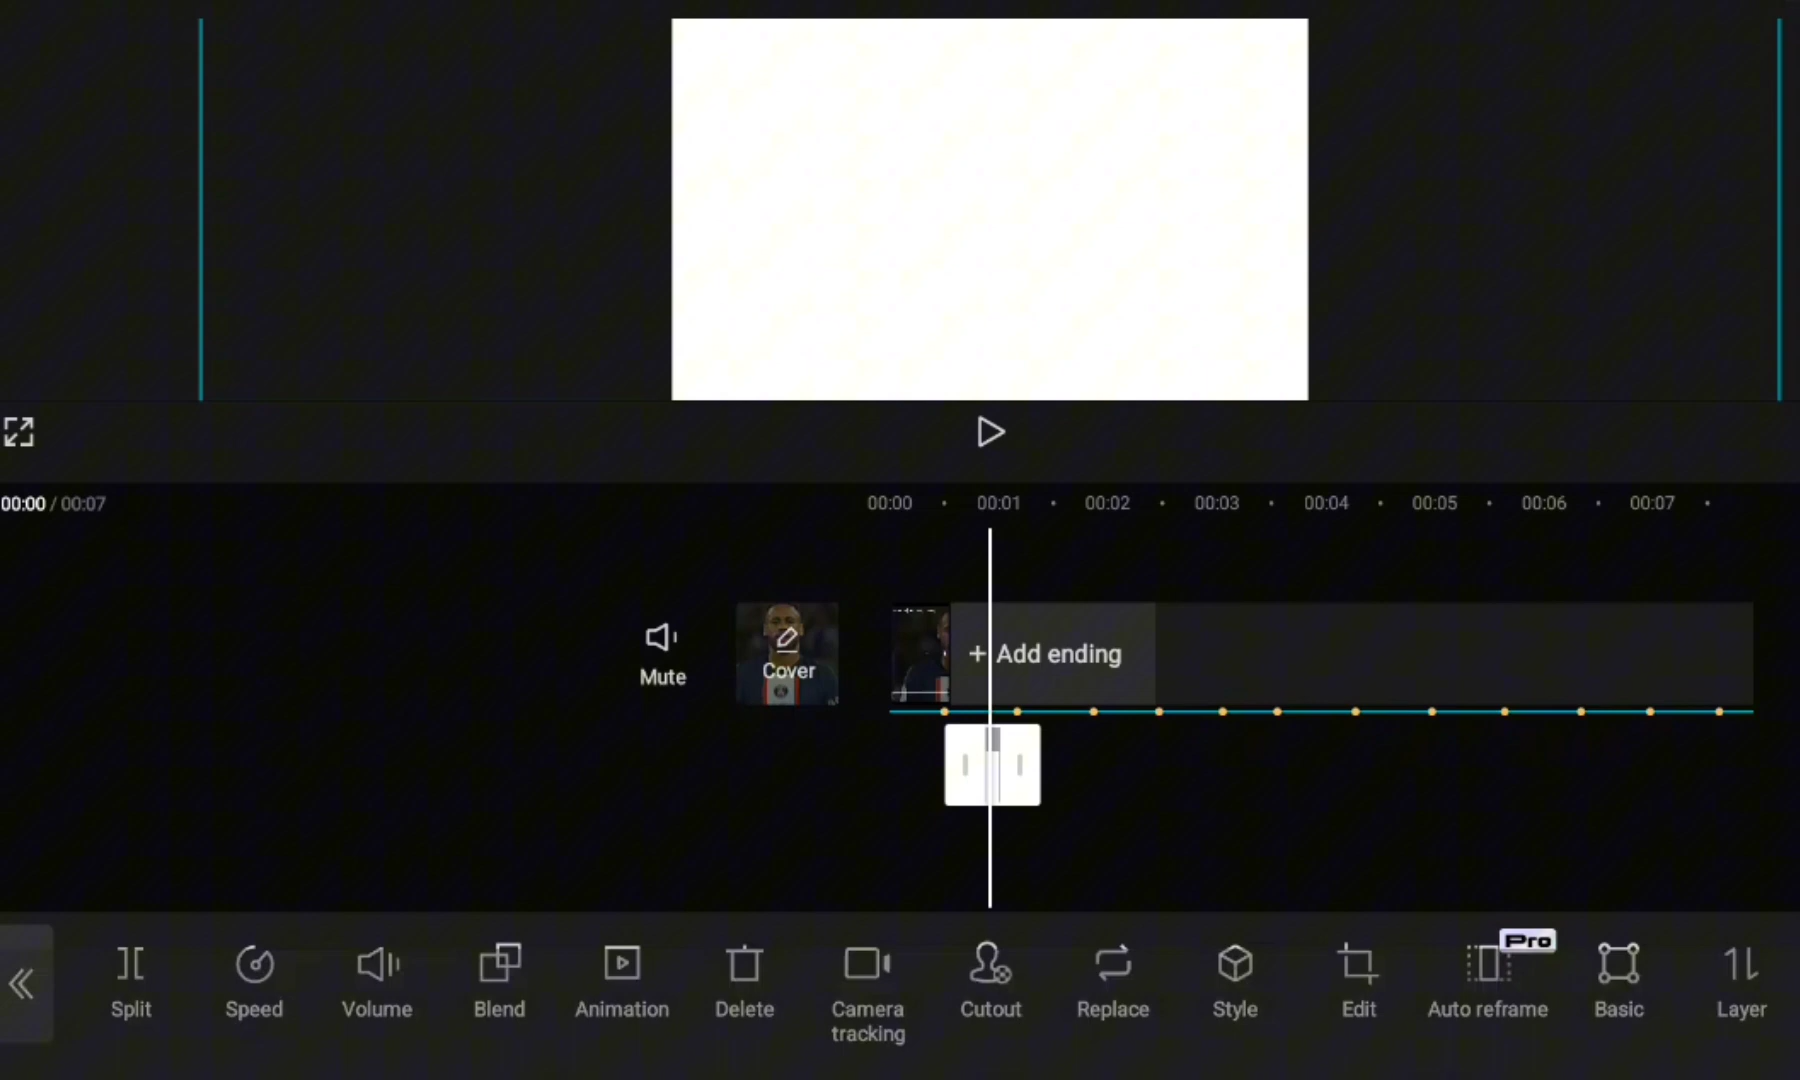 00:00 / 00:07
00:00 00:01 00:02 00:03 00:04 00:05 00:06 00:07
Mute
Cover
+ Add ending
Pro
Split Speed Volume Blend Animation Delete Camera tracking Cutout Replace Style Edit Auto reframe Basic Layer